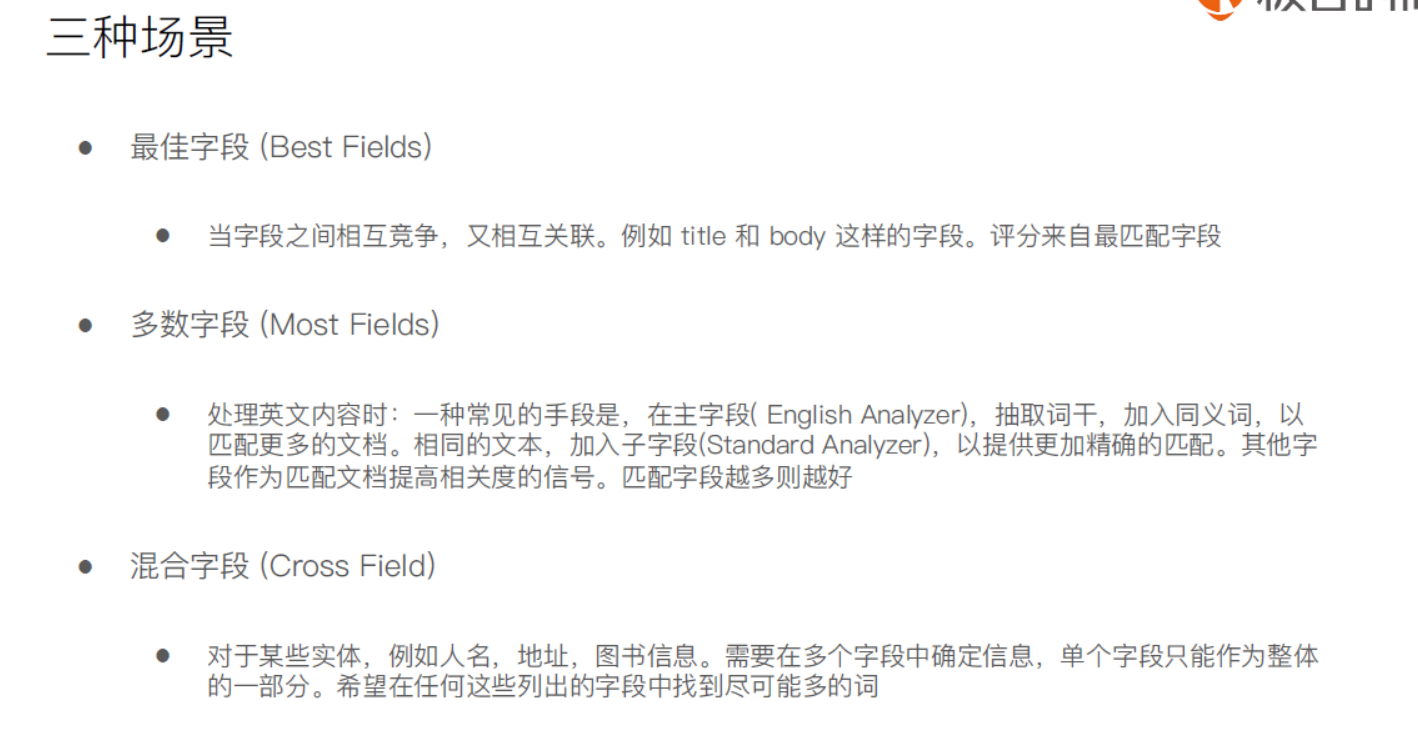 三种场景
● 最佳字段 (Best Fields)
● 当字段之间相互竞争，又相互关联。例如 title 和 body 这样的字段。评分来自最匹配字段
● 多数字段 (Most Fields)
● 处理英文内容时：一种常见的手段是，在主字段( English Analyzer)，抽取词干，加入同义词，以
匹配更多的文档。相同的文本，加入子字段(Standard Analyzer)，以提供更加精确的匹配。其他字
段作为匹配文档提高相关度的信号。匹配字段越多则越好
● 混合字段 (Cross Field)
● 对于某些实体，例如人名，地址，图书信息。需要在多个字段中确定信息，单个字段只能作为整体
的一部分。希望在任何这些列出的字段中找到尽可能多的词